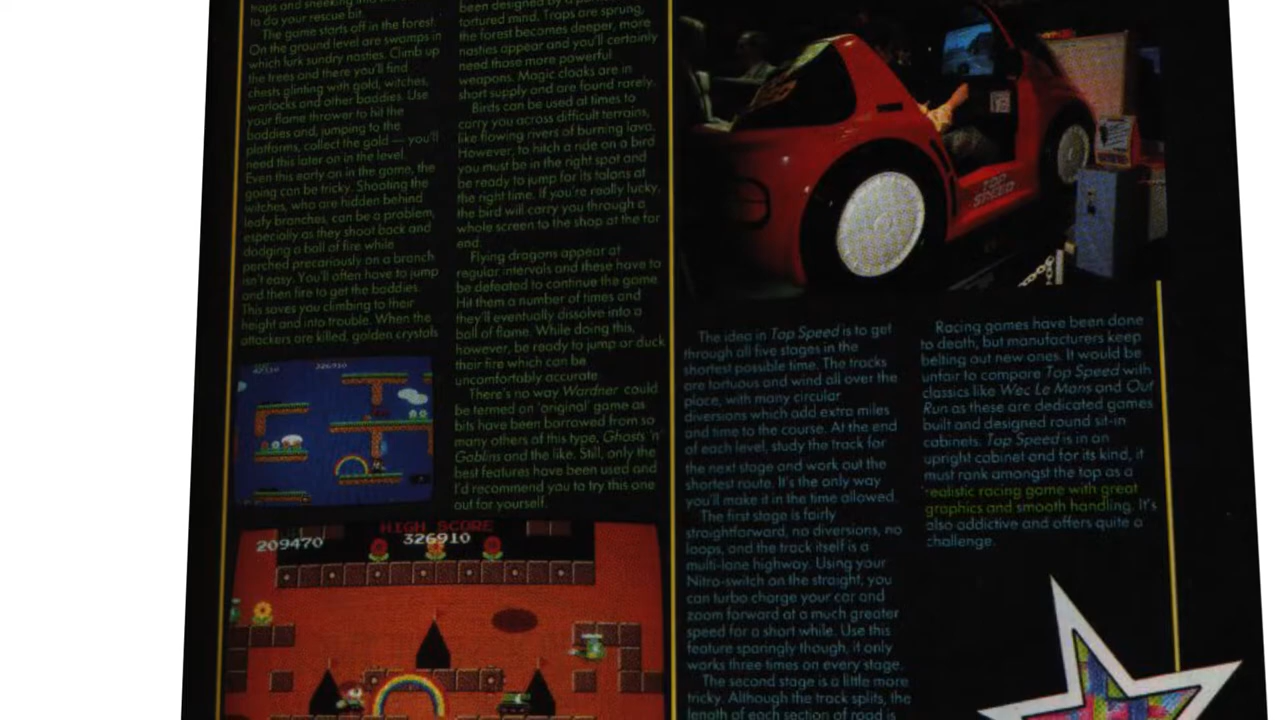 traps and sneeking into
to do your rescue bit.
The game starts off in the forest.
On the ground level are swamps in
which lurk sundry nasties. Climb up
the trees and there you'll find
chests glinting with gold, witches,
warlocks and other baddies. Use
your flame thrower to hit the
baddies and, jumping to the
platforms, collect the gold — you'll
need this later on in the level.
Even this early on in the game, the
going can be tricky. Shooting the
witches, who are hidden behind
leafy branches, can be a problem,
especially as they shoot back and
dodging a ball of fire while
perched precariously on a branch
isn't easy. You'll often have to jump
and then fire to get the baddies.
This saves you climbing to their
height and into trouble. When the
attackers are killed, golden crystals
326910
209470
HIGH SCORE
326910
been designed by a
tortured mind. Traps are sprung,
the forest becomes deeper, more
nasties appear and you'll certainly
need those more powerful
weapons. Magic cloaks are in
short supply and are found rarely.
Birds can be used at times to
carry you across difficult terrains,
like flowing rivers of burning lava.
However, to hitch a ride on a bird
you must be in the right spot and
be ready to jump for its talons at
the right time. If you're really lucky,
the bird will carry you through a
whole screen to the shop at the far
end.
Flying dragons appear at
regular intervals and these have to
be defeated to continue the game
Hit them a number of times and
they'll eventually dissolve into a
ball of flame. While doing this,
however, be ready to jump or duck
their fire which can be
uncomfortably accurate.
There's no way Wardner could
be termed on 'original' game as
bits have been borrowed from so
many others of this type, Ghosts 'n'
Goblins and the like. Still, only the
best features have been used and
I'd recommend you to try this one
out for yourself.
TOP
SPEED
The idea in Top Speed is to get
through all five stages in the
shortest possible time. The tracks
are tortuous and wind all over the
place, with many circular
diversions which add extra miles
and time to the course. At the end
of each level, study the track for
the next stage and work out the
shortest route. It's the only way
you'll make it in the time allowed.
The first stage is fairly
straightforward, no diversions, no
loops, and the track itself is a
multi-lane highway. Using your
Nitro-switch on the straight, you
can turbo charge your car and
zoom forward at a much greater
speed for a short while. Use this
feature sparingly though, it only
works three times on every stage.
The second stage is a little more
tricky. Although the track splits, the
length of each section of road is
Racing games have been done
to death, but manufacturers keep
belting out new ones. It would be
unfair to compare Top Speed with
classics like Wec Le Mans and Out
Run as these are dedicated games
built and designed round sit-in
cabinets. Top Speed is in an
upright cabinet and for its kind, it
must rank amongst the top as a
realistic racing game with great
graphics and smooth handling. It's
also addictive and offers quite a
challenge.